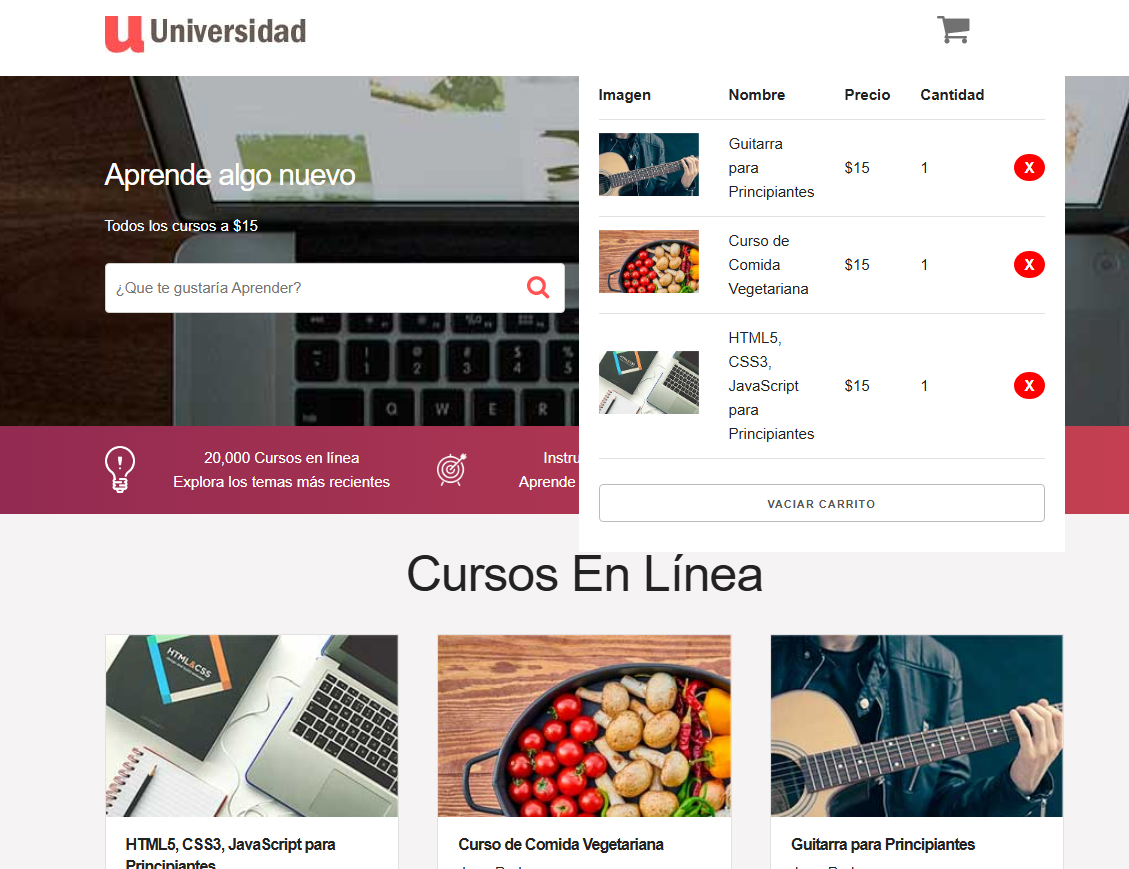 Universidad
Imagen Nombre Precio Cantidad
Guitarra
para
Principiantes
$15 1 X
Curso de
Comida
Vegetariana
$15 1 X
HTML5,
CSS3,
JavaScript
para
Principiantes
$15 1 X
VACIAR CARRITO
Aprende algo nuevo
Todos los cursos a $15
¿Que te gustaría Aprender?
20,000 Cursos en línea
Explora los temas más recientes
Instru
Aprende
Cursos En Línea
HTML&CSS
HTML5, CSS3, JavaScript para
Principiantes
Curso de Comida Vegetariana
Guitarra para Principiantes